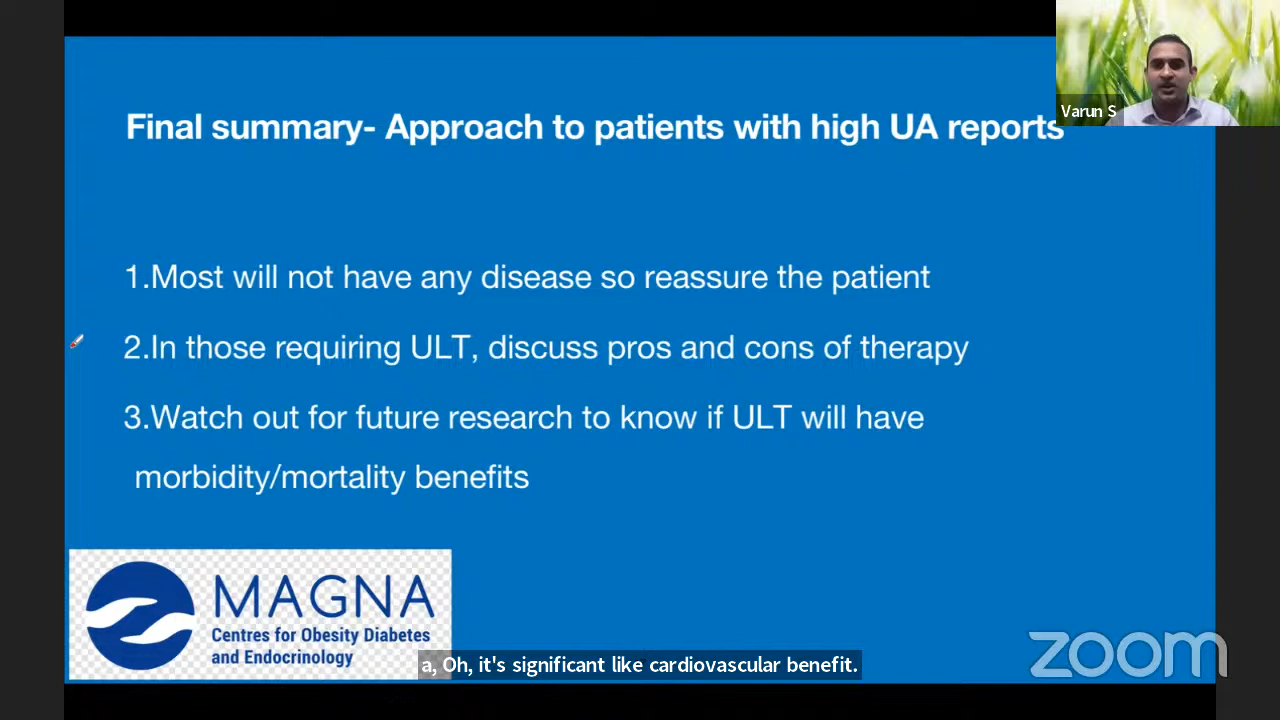 Final summary- Approach to patients with high UA reports
Varun S
1.Most will not have any disease so reassure the patient
2.In those requiring ULT, discuss pros and cons of therapy
3.Watch out for future research to know if ULT will have
morbidity/mortality benefits
MAGNA
Centres for Obesity Diabetes
and Endocrinology
a, Oh, it's significant like cardiovascular benefit.
zoom